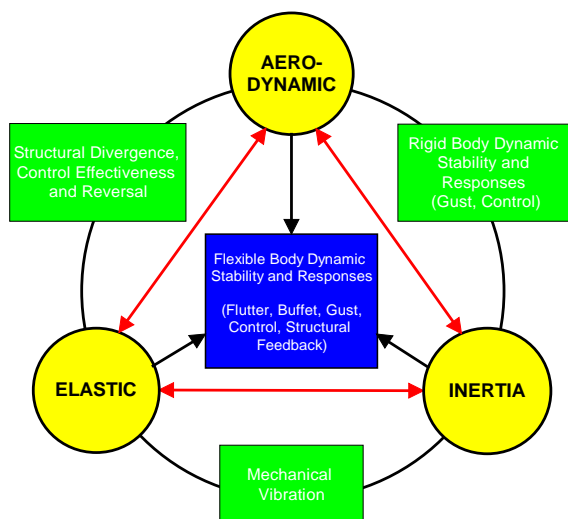 AERO-
DYNAMIC
Structural Divergence,
Control Effectiveness
and Reversal
Rigid Body Dynamic
Stability and
Responses
(Gust, Control)
Flexible Body Dynamic
Stability and Responses
(Flutter, Buffet, Gust,
Control, Structural
Feedback)
ELASTIC
INERTIA
Mechanical
Vibration